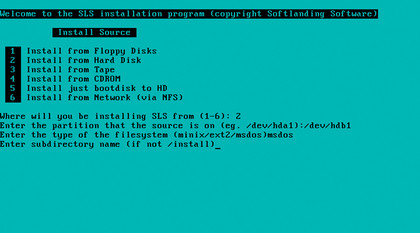 Welcome to the SLS installation program (copyright Softlanding Software)
Install Source
1 Install from Floppy Disks
2 Install from Hard Disk
3 Install from Tape
4 Install from CDROM
5 Install just bootdisk to HD
6 Install from Network (via NFS)
Where will you be installing SLS from (1-6): 2
Enter the partition that the source is on (eg. /dev/hda1):/dev/hdb1
Enter the type of the filesystem (minix/ext2/msdos)msdos
Enter subdirectory name (if not /install)_